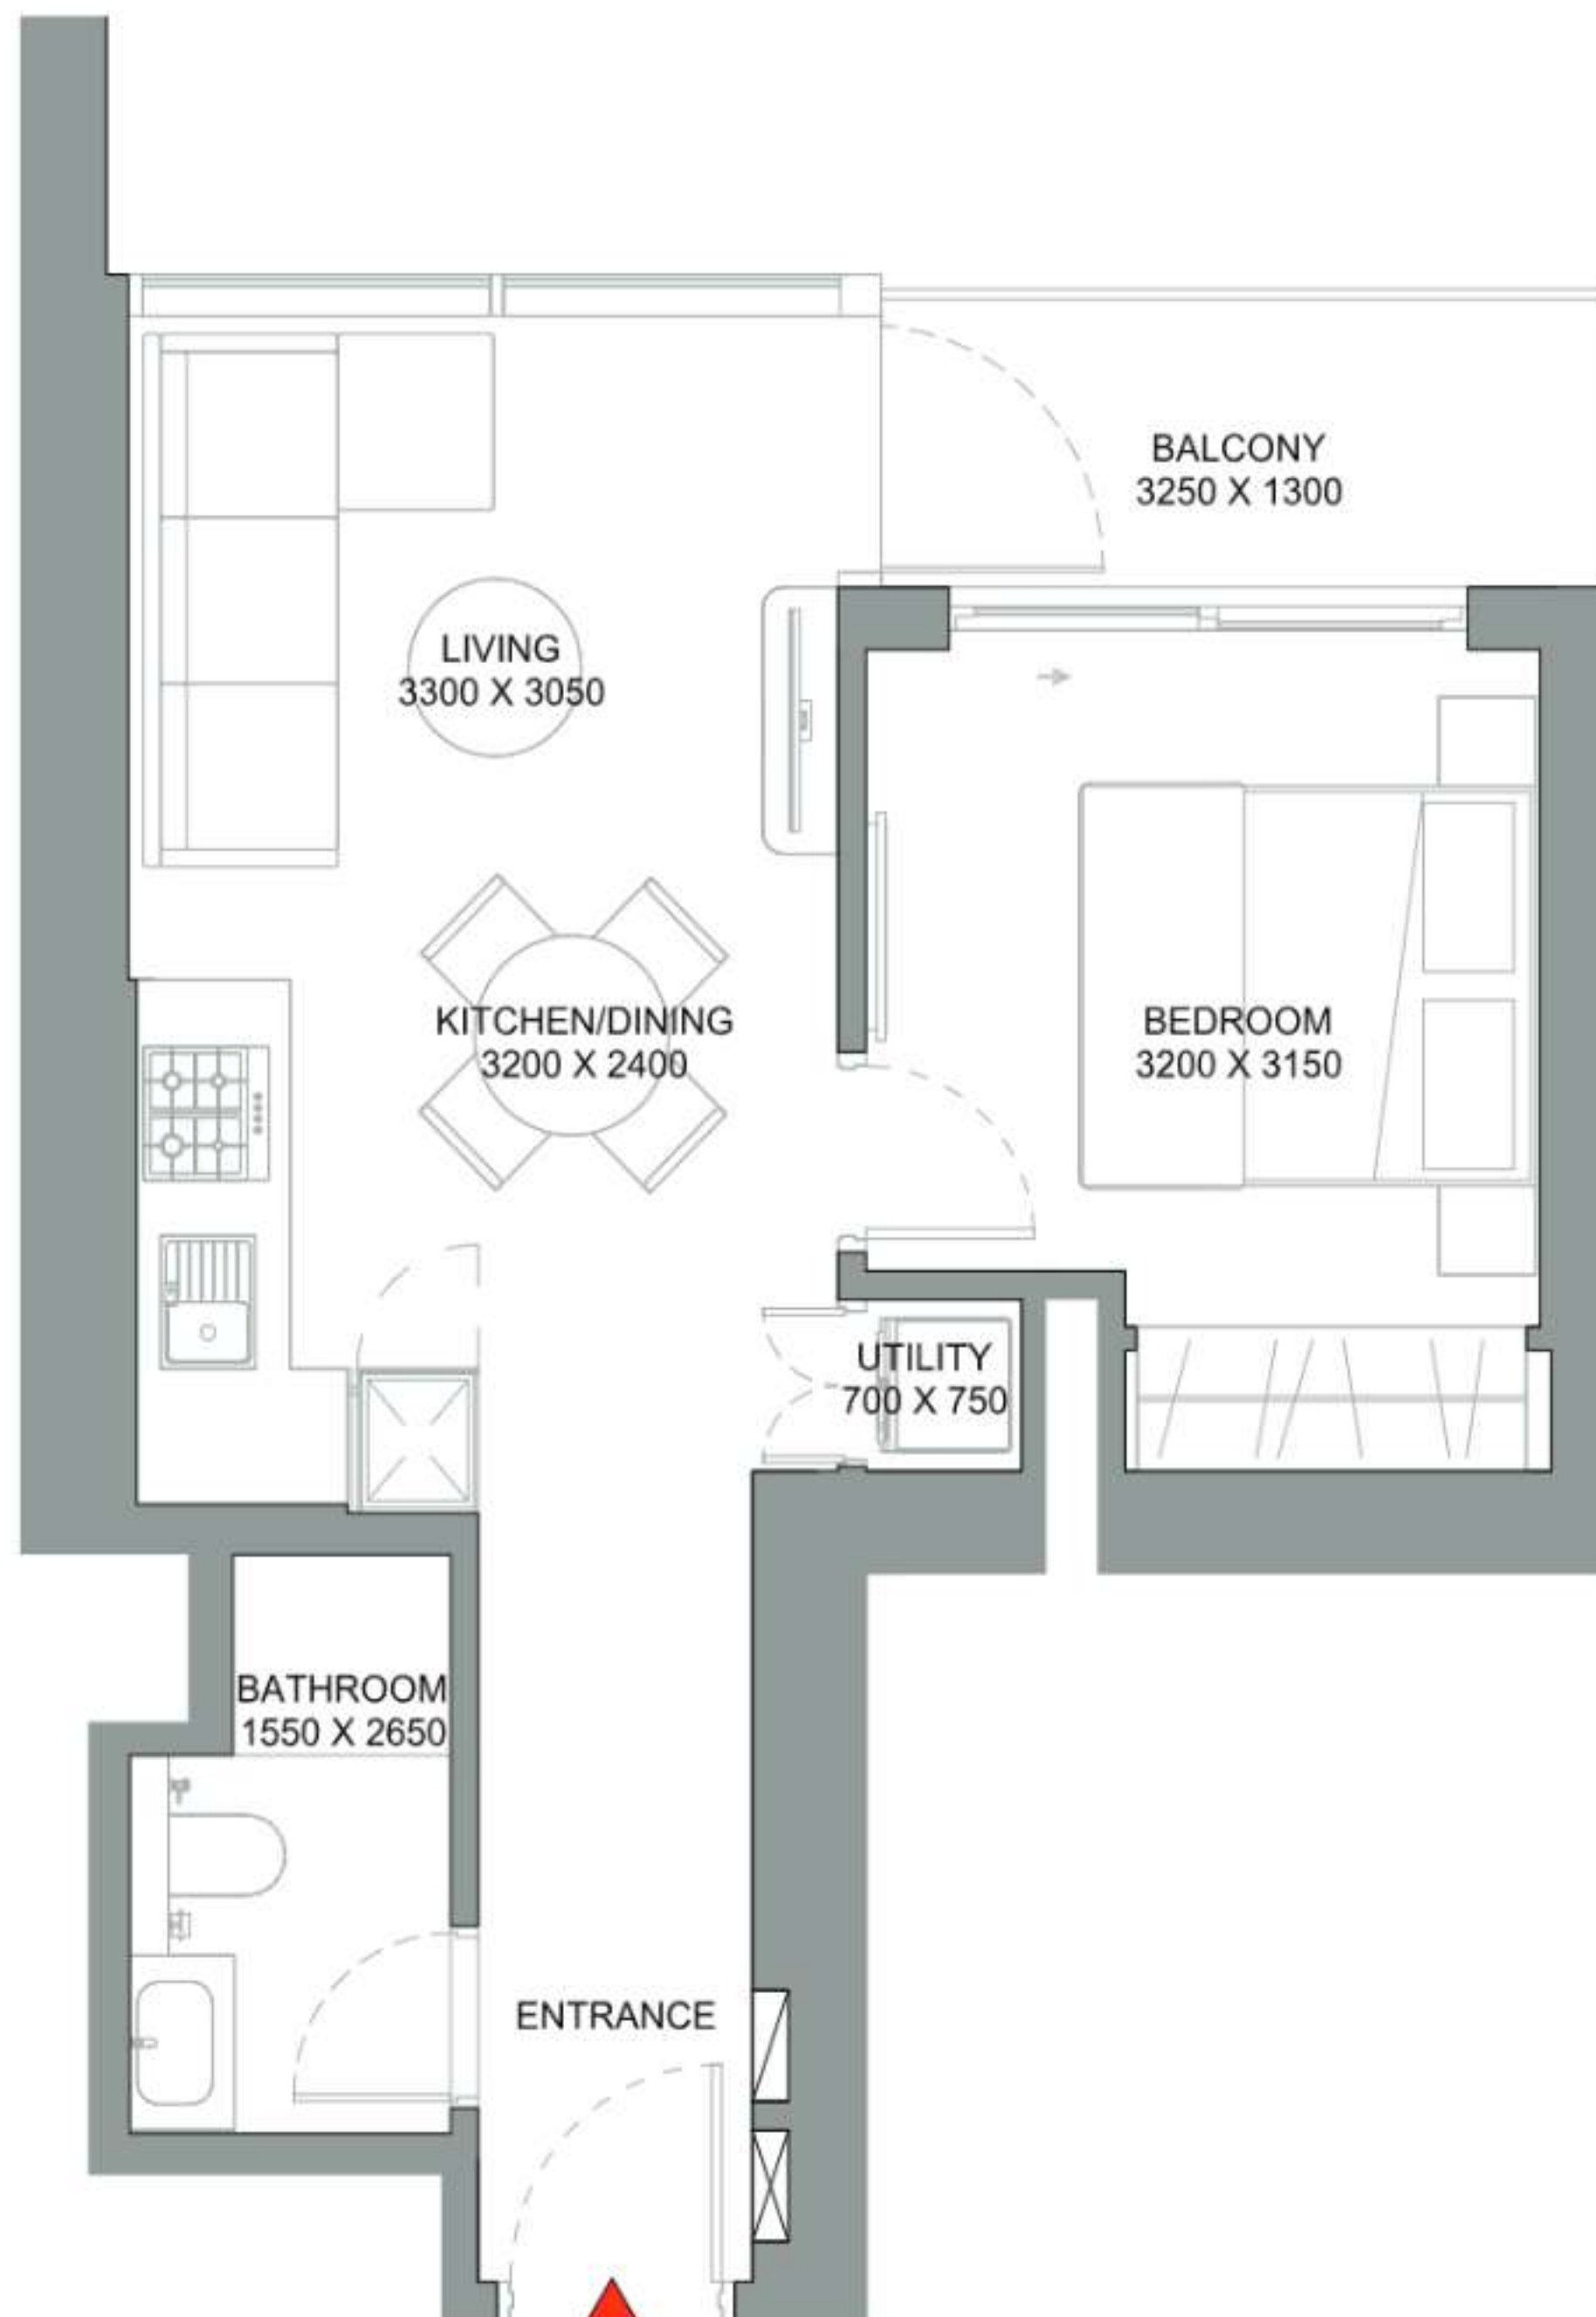 BALCONY
3250 X 1300
LIVING
3300 X 3050
KITCHEN/DINING
3200 X 2400
BEDROOM
3200 X 3150
UTILITY
700 X 750
BATHROOM
1550 X 2650
ENTRANCE